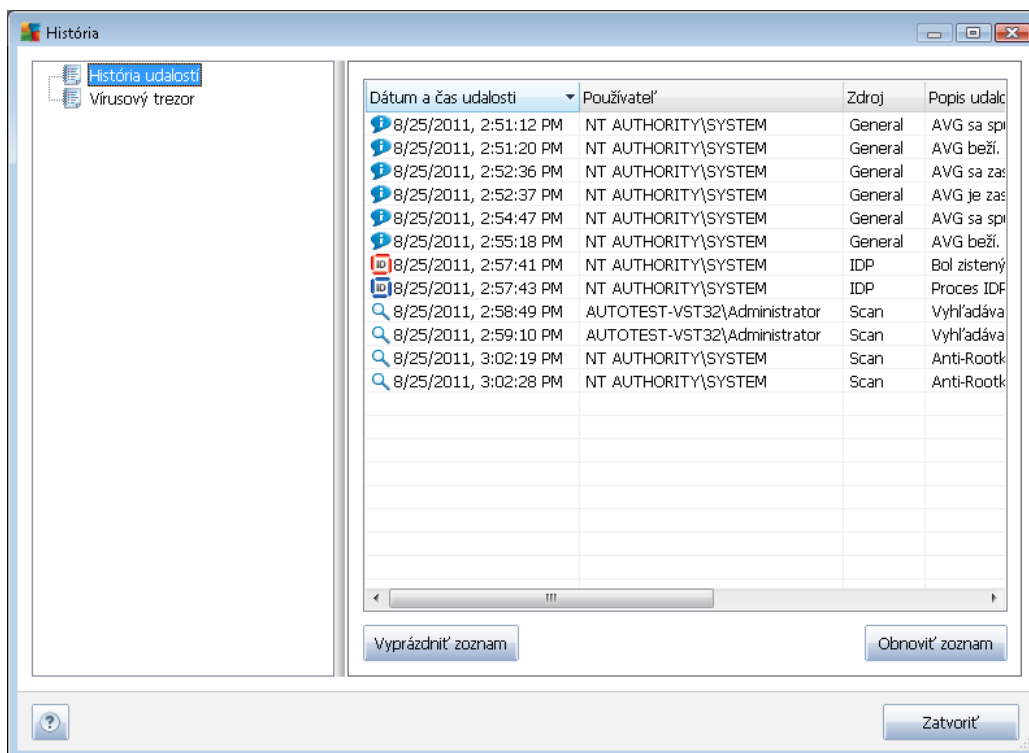 História
História udalostí
Vírusový trezor
Dátum a čas udalosti Používateľ Zdroj Popis
8/25/2011, 2:51:12 PM NT AUTHORITY\SYSTEM General AVG sa
8/25/2011, 2:51:20 PM NT AUTHORITY\SYSTEM General AVG beží.
8/25/2011, 2:52:36 PM NT AUTHORITY\SYSTEM General AVG sa
8/25/2011, 2:52:37 PM NT AUTHORITY\SYSTEM General AVG je
8/25/2011, 2:54:47 PM NT AUTHORITY\SYSTEM General AVG sa
8/25/2011, 2:55:18 PM NT AUTHORITY\SYSTEM General AVG beží.
ID 8/25/2011, 2:57:41 PM NT AUTHORITY\SYSTEM IDP Bol zistený
ID 8/25/2011, 2:57:43 PM NT AUTHORITY\SYSTEM IDP Proces IDP
8/25/2011, 2:58:49 PM AUTOTEST-VST32\Administrator Scan Vyhľadáva
8/25/2011, 2:59:10 PM AUTOTEST-VST32\Administrator Scan Vyhľadáva
8/25/2011, 3:02:19 PM NT AUTHORITY\SYSTEM Scan Anti-Rootk
8/25/2011, 3:02:28 PM NT AUTHORITY\SYSTEM Scan Anti-Rootk
Vyprázdniť zoznam Obnoviť zoznam
? Zatvoriť